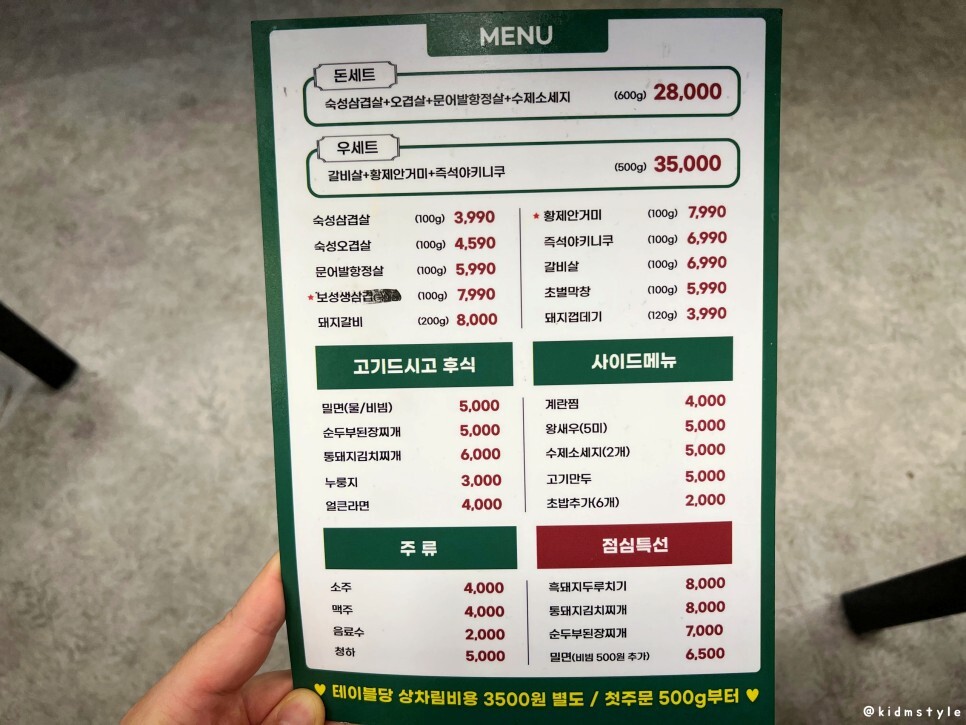 MENU
돈세트
숙성삼겹살+오겹살+문어발항정살+수제소세지 (600g) 28,000
우세트
갈비살+황제안거미+즉석야키니쿠 (500g) 35,000
숙성삼겹살 (100g) 3,990
숙성오겹살 (100g) 4,590
문어발항정살 (100g) 5,990
*보성생삼겹 (100g) 7,990
돼지갈비 (200g) 8,000
*황제안거미 (100g) 7,990
즉석야키니쿠 (100g) 6,990
갈비살 (100g) 6,990
초벌막창 (100g) 5,990
돼지껍데기 (120g) 3,990
고기드시고 후식
밀면(물/비빔) 5,000
순두부된장찌개 5,000
통돼지김치찌개 6,000
누룽지 3,000
얼큰라면 4,000
사이드메뉴
계란찜 4,000
왕새우(5미) 5,000
수제소세지(2개) 5,000
고기만두 5,000
초밥추가(6개) 2,000
주류
소주 4,000
맥주 4,000
음료수 2,000
청하 5,000
점심특선
흑돼지두루치기 8,000
통돼지김치찌개 8,000
순두부된장찌개 7,000
밀면(비빔 500원 추가) 6,500
♥ 테이블당 상차림비용 3500원 별도 / 첫주문 500g부터 ♥
@kidmstyle